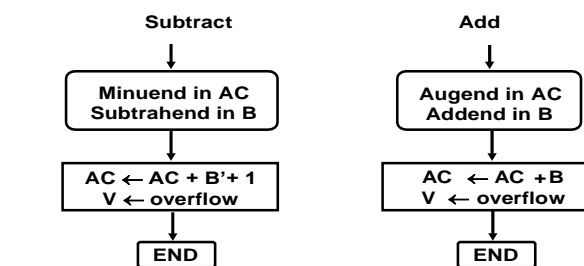 Subtract
Minuend in AC
Subtrahend in B
AC ← AC + B’+ 1
V ← overflow
END
Add
Augend in AC
Addend in B
AC ← AC +B
V ← overflow
END